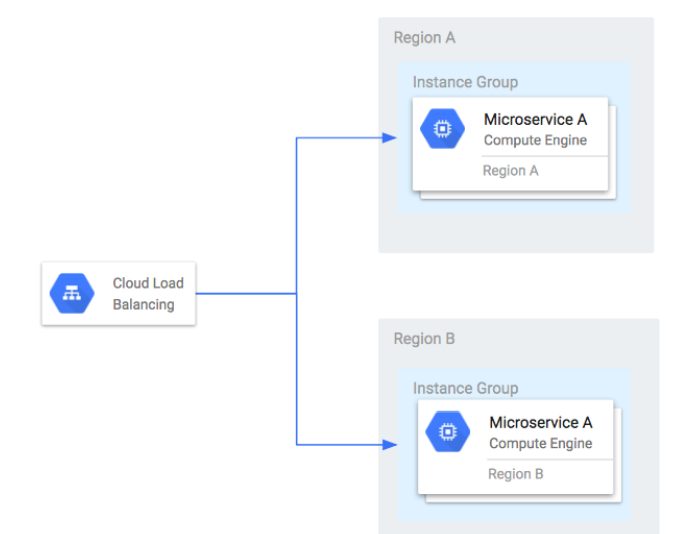 Region A
Instance Group
Microservice A
Compute Engine
Region A
Cloud Load
Balancing
Region B
Instance Group
Microservice A
Compute Engine
Region B